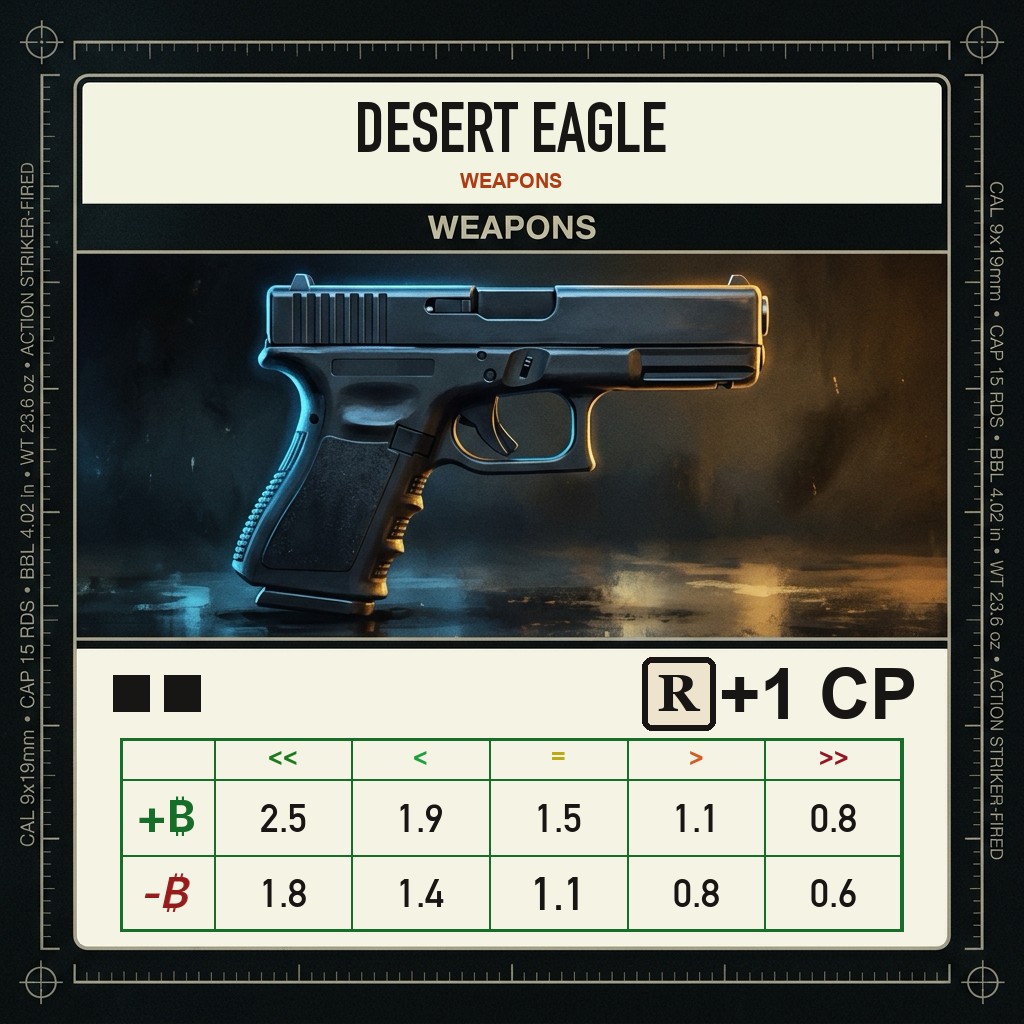 DESERT EAGLE
WEAPONS
WEAPONS
CAL 9x19mm • CAP 15 RDS • BBL 4.02 in • WT 23.6 oz • ACTION STRIKER-FIRED
CAL 9x19mm • CAP 15 RDS • BBL 4.02 in • WT 23.6 oz • ACTION STRIKER-FIRED
R +1 CP
<< < = > >>
+₿ 2.5 1.9 1.5 1.1 0.8
-₿ 1.8 1.4 1.1 0.8 0.6